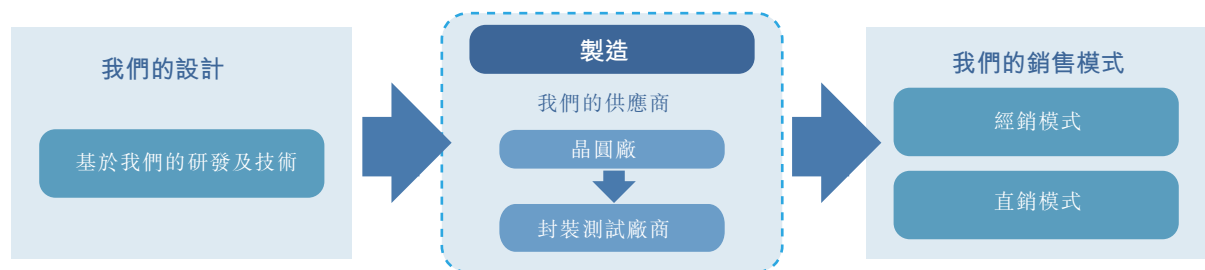 我們的設計
基於我們的研發及技術
製造
我們的供應商
晶圓廠
封裝測試廠商
我們的銷售模式
經銷模式
直銷模式